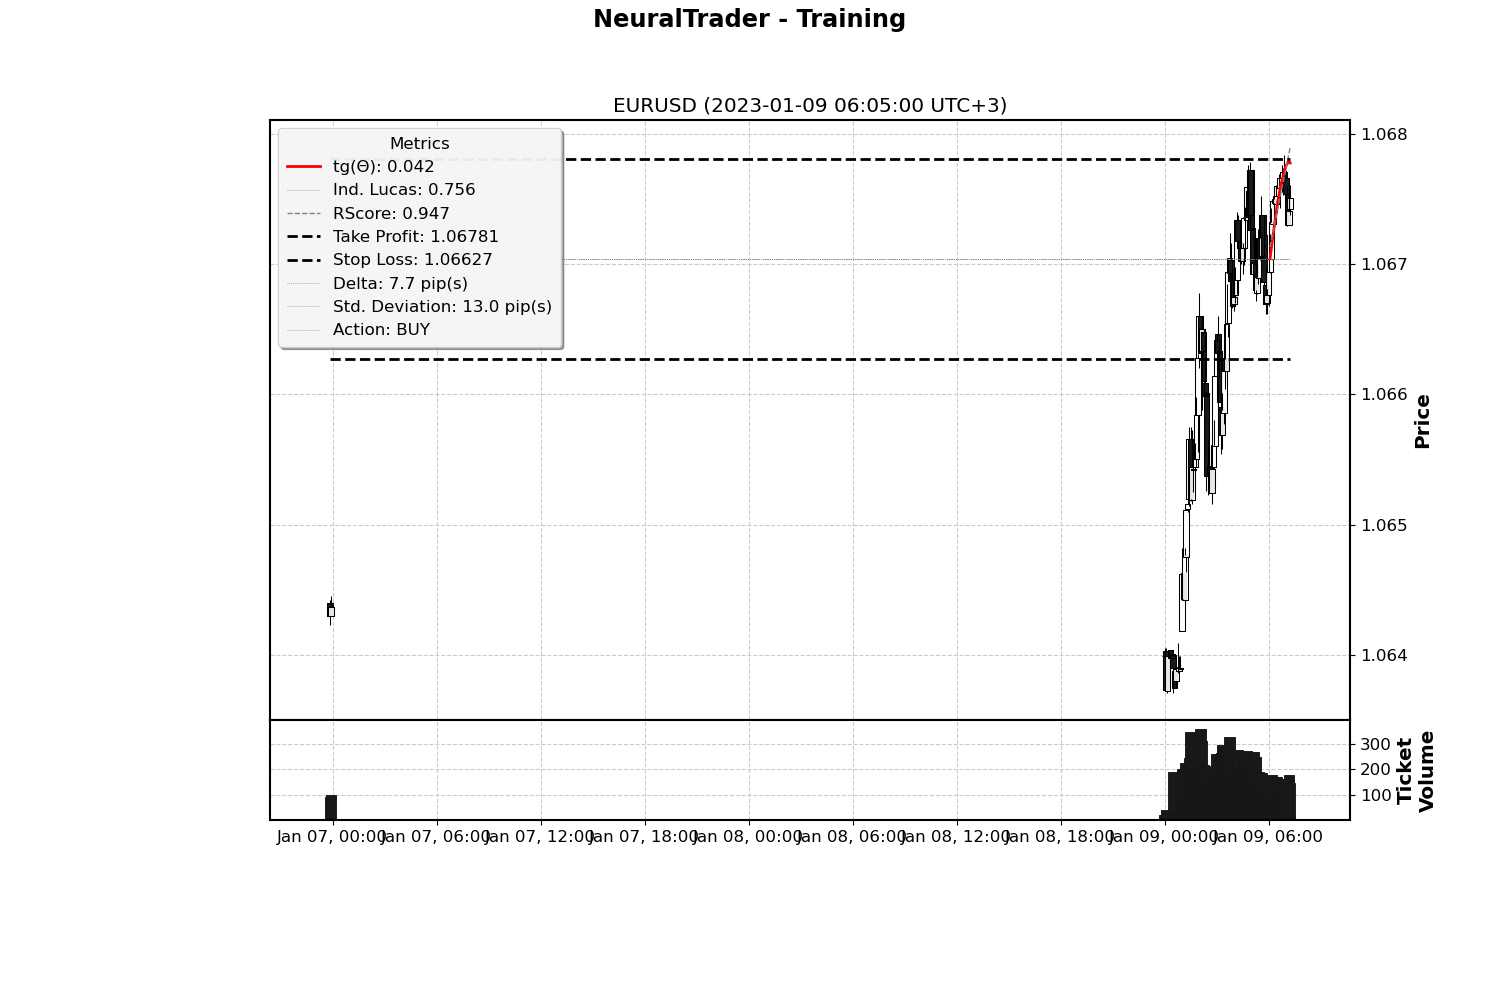 NeuralTrader - Training
EURUSD (2023-01-09 06:05:00 UTC+3)
Metrics
tg(Θ): 0.042
Ind. Lucas: 0.756
RScore: 0.947
Take Profit: 1.06781
Stop Loss: 1.06627
Delta: 7.7 pip(s)
Std. Deviation: 13.0 pip(s)
Action: BUY
1.068
1.067
1.066
1.065
1.064
Price
300
200
100
Ticket
Volume
Jan 07, 00:00
Jan 07, 06:00
Jan 07, 12:00
Jan 07, 18:00
Jan 08, 00:00
Jan 08, 06:00
Jan 08, 12:00
Jan 08, 18:00
Jan 09, 00:00
Jan 09, 06:00